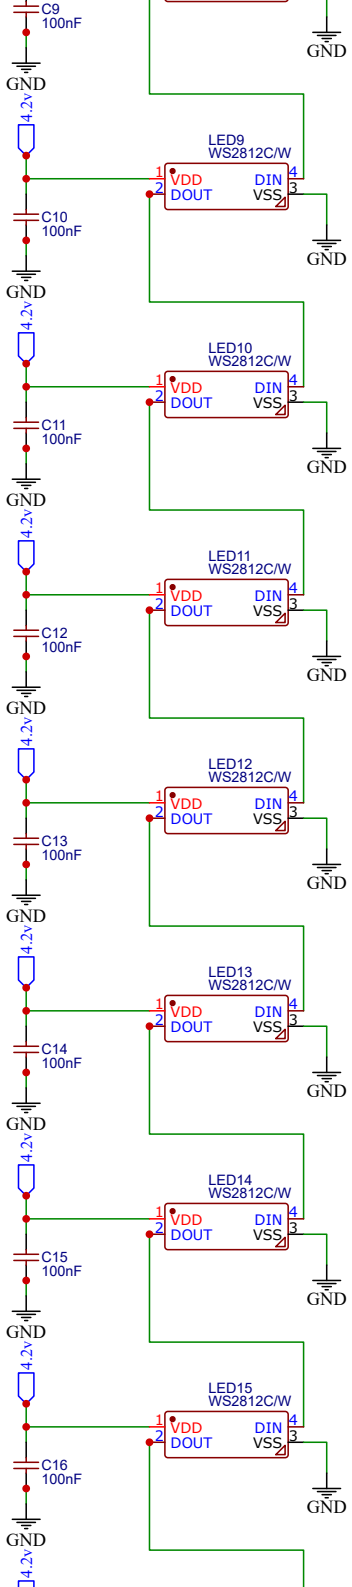 C9
100nF
GND
GND
4.2v
LED9
WS2812C/W
1
VDD
DIN
4
2
DOUT
VSS
3
C10
100nF
GND
GND
4.2v
LED10
WS2812C/W
1
VDD
DIN
4
2
DOUT
VSS
3
C11
100nF
GND
GND
4.2v
LED11
WS2812C/W
1
VDD
DIN
4
2
DOUT
VSS
3
C12
100nF
GND
GND
4.2v
LED12
WS2812C/W
1
VDD
DIN
4
2
DOUT
VSS
3
C13
100nF
GND
GND
4.2v
LED13
WS2812C/W
1
VDD
DIN
4
2
DOUT
VSS
3
C14
100nF
GND
GND
4.2v
LED14
WS2812C/W
1
VDD
DIN
4
2
DOUT
VSS
3
C15
100nF
GND
GND
4.2v
LED15
WS2812C/W
1
VDD
DIN
4
2
DOUT
VSS
3
C16
100nF
GND
GND
4.2v